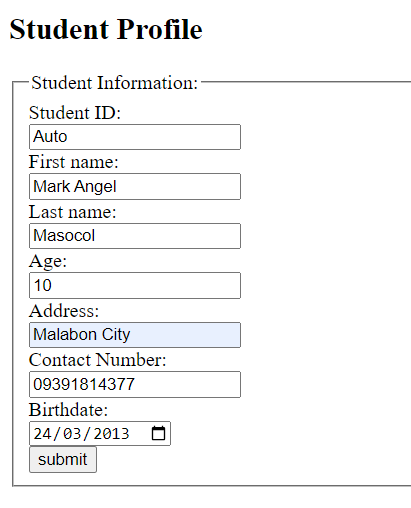 Student Profile
Student Information:
Student ID:
Auto
First name:
Mark Angel
Last name:
Masocol
Age:
10
Address:
Malabon City
Contact Number:
09391814377
Birthdate:
24/03/2013
submit